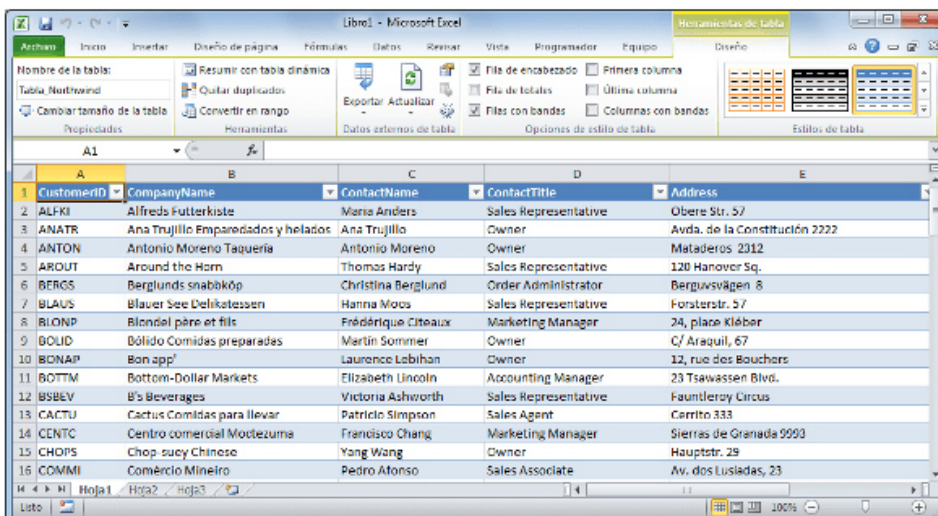 Libro1 - Microsoft Excel
Herramientas de tabla
Archivo Inicio Insertar Diseño de página Fórmulas Datos Revisar Vista Programador Equipo Diseño
Nombre de la tabla:
Tabla_Northwind
Cambiar tamaño de la tabla
Propiedades
Resumir con tabla dinámica
Quitar duplicados
Convertir en rango
Herramientas
Exportar Actualizar
Datos externos de tabla
Fila de encabezado Primera columna
Fila de totales Última columna
Filas con bandas Columnas con bandas
Opciones de estilo de tabla
Estilos de tabla
A1 fx
A B C D E
1 CustomerID CompanyName ContactName ContactTitle Address
2 ALFKI Alfreds Futterkiste Maria Anders Sales Representative Obere Str. 57
3 ANATR Ana Trujillo Emparedados y helados Ana Trujillo Owner Avda. de la Constitución 2222
4 ANTON Antonio Moreno Taquería Antonio Moreno Owner Mataderos 2312
5 AROUT Around the Horn Thomas Hardy Sales Representative 120 Hanover Sq.
6 BERGS Berglunds snabbköp Christina Berglund Order Administrator Berguvsvägen 8
7 BLAUS Blauer See Delikatessen Hanna Moos Sales Representative Forsterstr. 57
8 BLONP Blondel père et fils Frédérique Citeaux Marketing Manager 24, place Kléber
9 BOLID Bólido Comidas preparadas Martín Sommer Owner C/ Araquil, 67
10 BONAP Bon app' Laurence Lebihan Owner 12, rue des Bouchers
11 BOTTM Bottom-Dollar Markets Elizabeth Lincoln Accounting Manager 23 Tsawassen Blvd.
12 BSBEV B's Beverages Victoria Ashworth Sales Representative Fauntleroy Circus
13 CACTU Cactus Comidas para llevar Patricio Simpson Sales Agent Cerrito 333
14 CENTC Centro comercial Moctezuma Francisco Chang Marketing Manager Sierras de Granada 9993
15 CHOPS Chop-suey Chinese Yang Wang Owner Hauptstr. 29
16 COMMI Comércio Mineiro Pedro Afonso Sales Associate Av. dos Lusíadas, 23
Hoja1 Hoja2 Hoja3
Listo 100%